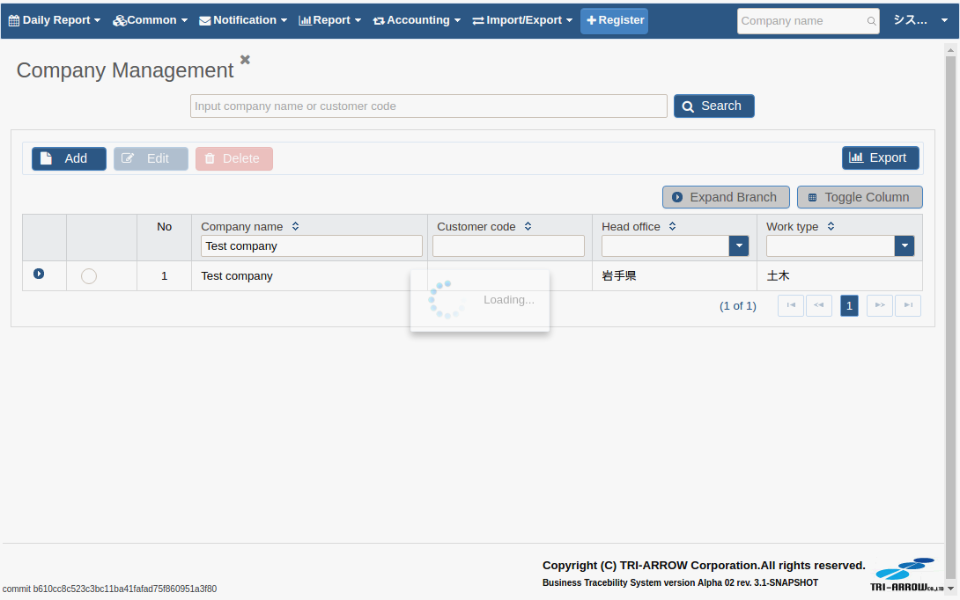 Daily Report Common Notification Report Accounting Import/Export Register Company name シス...
Company Management
Input company name or customer code Search
Add Edit Delete Export
Expand Branch Toggle Column
No Company name Customer code Head office Work type
Test company
1 Test company 岩手県 土木
Loading...
(1 of 1) 1
Copyright (C) TRI-ARROW Corporation.All rights reserved.
Business Tracebility System version Alpha 02 rev. 3.1-SNAPSHOT
TRI-ARROW CO.,LTD
commit b610cc8c523c3bc11ba41fafad75f860951a3f80